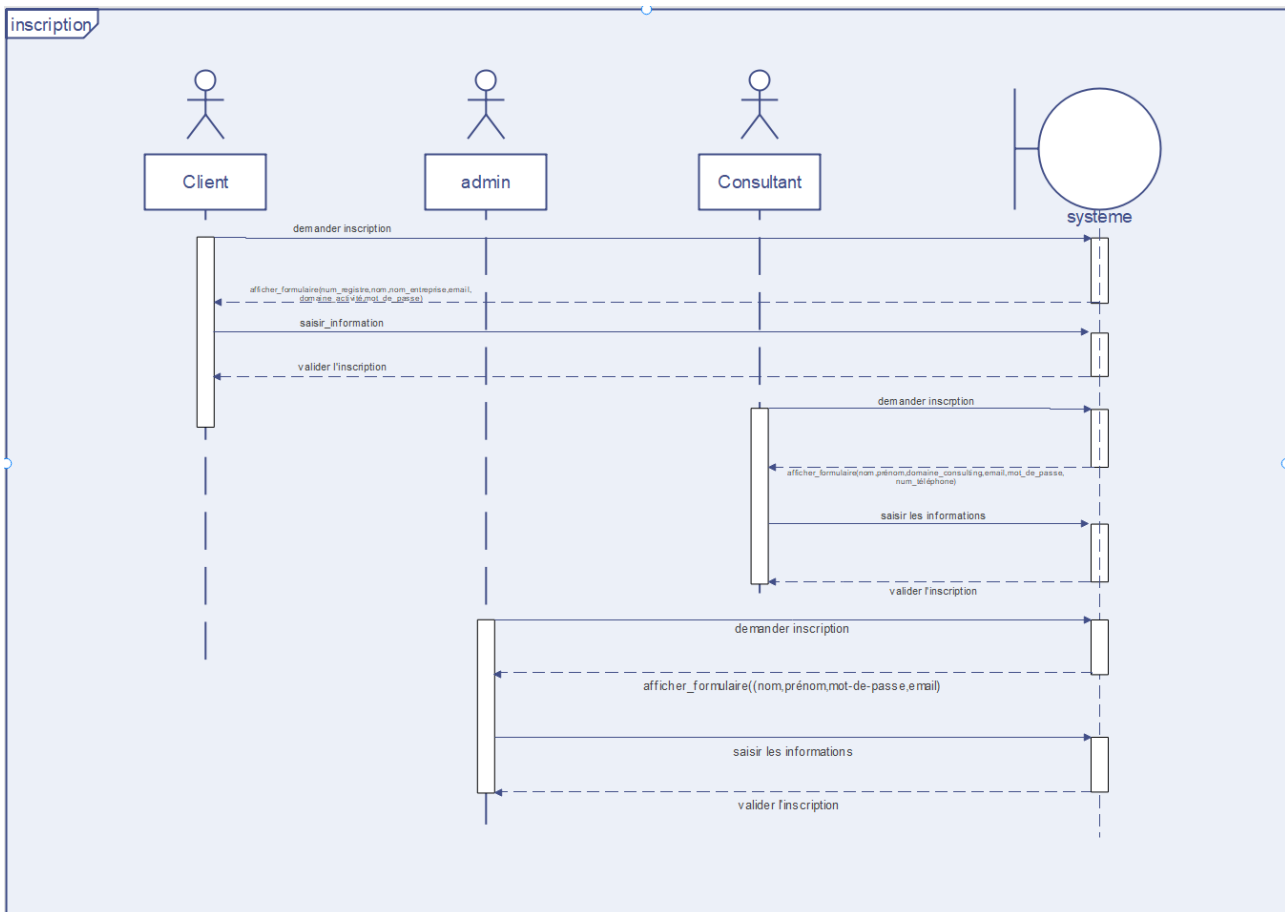 inscription
Client
admin
Consultant
système
demander inscription
afficher_formulaire(num_registre,nom,nom_entreprise,email,
domaine_activité,mot_de_passe)
saisir_information
valider l'inscription
demander inscrption
afficher_formulaire(nom,prénom,domaine_consulting,email,mot_de_passe,
num_téléphone)
saisir les informations
valider l'inscription
demander inscription
afficher_formulaire((nom,prénom,mot-de-passe,email)
saisir les informations
valider l'inscription